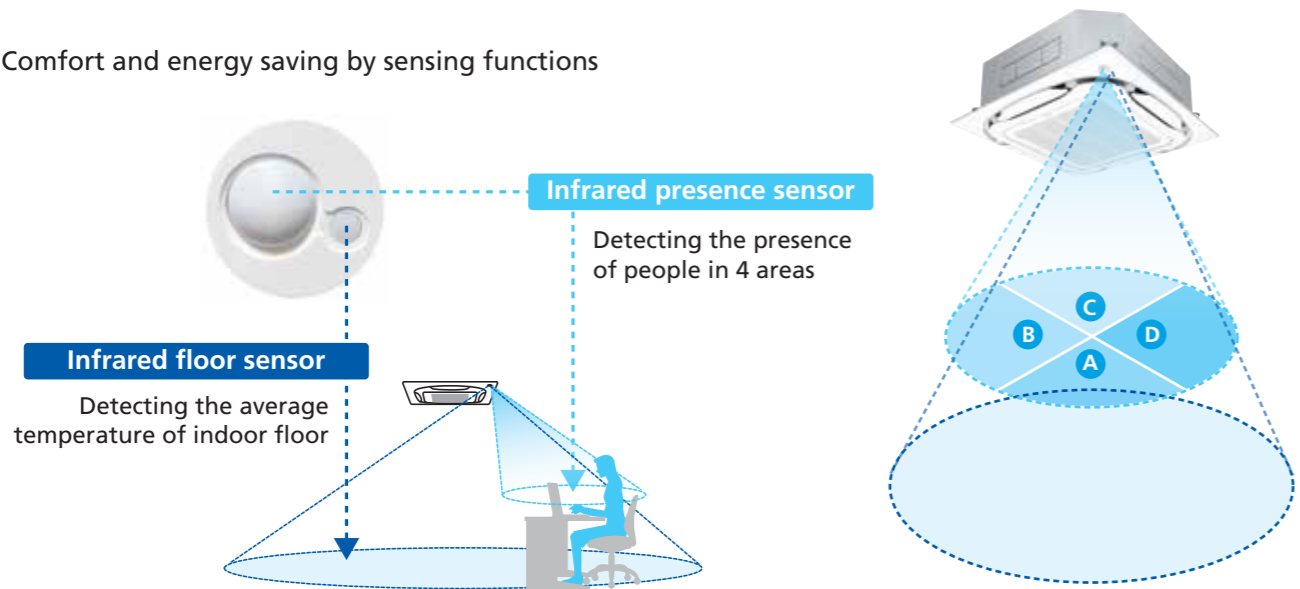 Comfort and energy saving by sensing functions
Infrared presence sensor
Detecting the presence
of people in 4 areas
Infrared floor sensor
Detecting the average
temperature of indoor floor
C
B
D
A